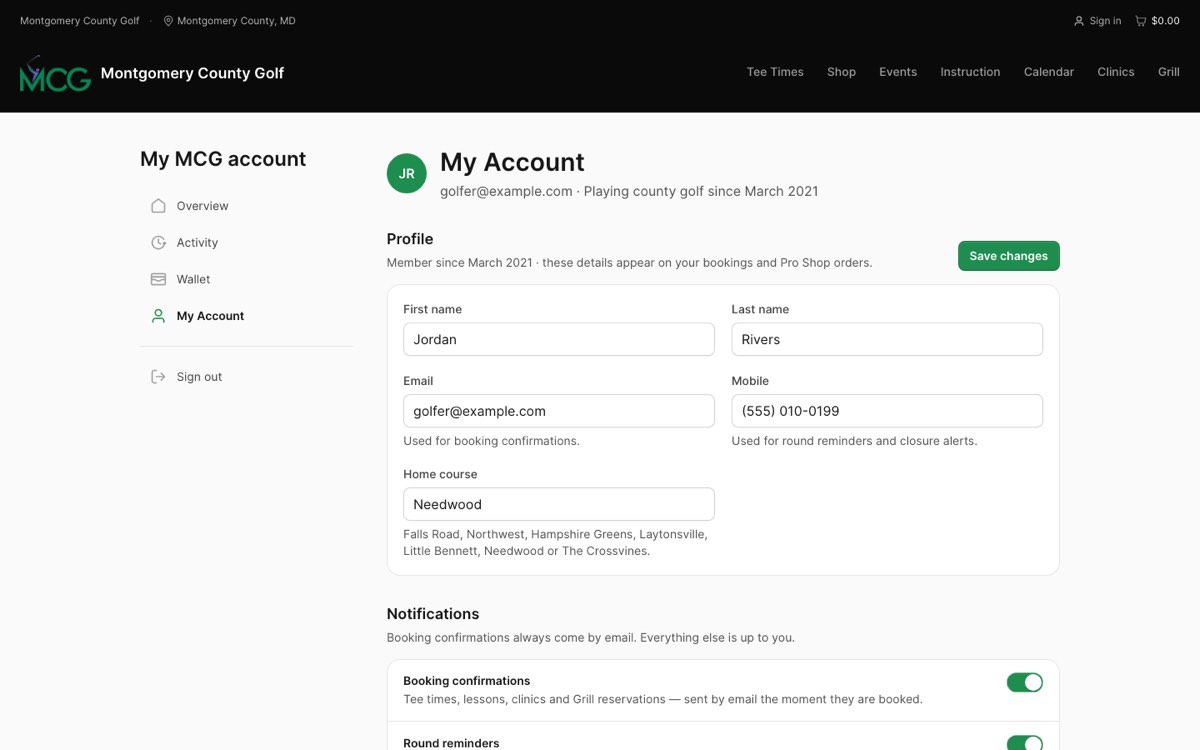 Montgomery County Golf · Montgomery County, MD
Sign in $0.00
MCG Montgomery County Golf
Tee Times Shop Events Instruction Calendar Clinics Grill
My MCG account
Overview
Activity
Wallet
My Account
Sign out
JR
My Account
golfer@example.com · Playing county golf since March 2021
Profile
Member since March 2021 · these details appear on your bookings and Pro Shop orders.
Save changes
First name
Jordan
Last name
Rivers
Email
golfer@example.com
Used for booking confirmations.
Mobile
(555) 010-0199
Used for round reminders and closure alerts.
Home course
Needwood
Falls Road, Northwest, Hampshire Greens, Laytonsville,
Little Bennett, Needwood or The Crossvines.
Notifications
Booking confirmations always come by email. Everything else is up to you.
Booking confirmations
Tee times, lessons, clinics and Grill reservations — sent by email the moment they are booked.
Round reminders